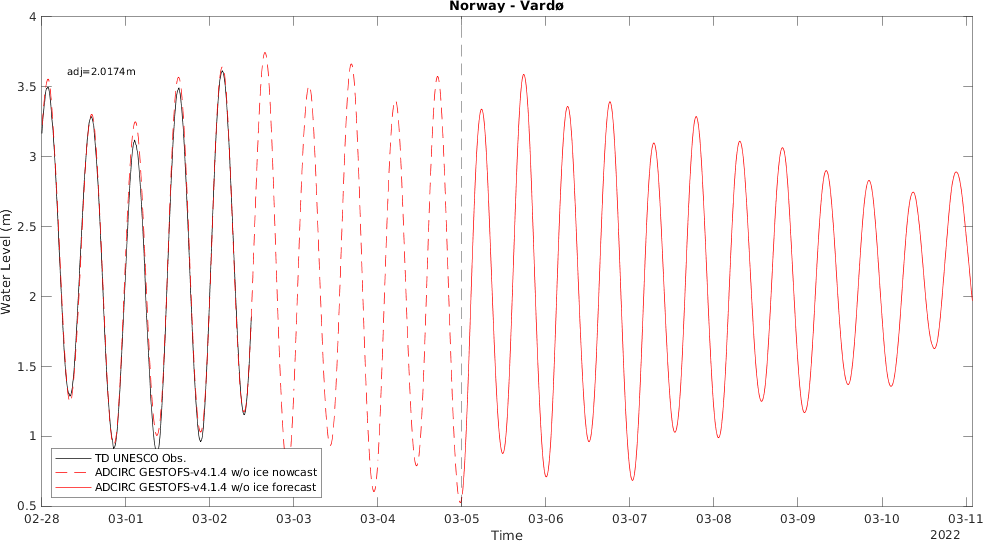 Norway - Vardø
4
adj=2.0174m
3.5
3
2.5
2
1.5
1
0.5
Water Level (m)
TD UNESCO Obs.
ADCIRC GESTOFS-v4.1.4 w/o ice nowcast
ADCIRC GESTOFS-v4.1.4 w/o ice forecast
02-28 03-01 03-02 03-03 03-04 03-05 03-06 03-07 03-08 03-09 03-10 03-11
Time
2022